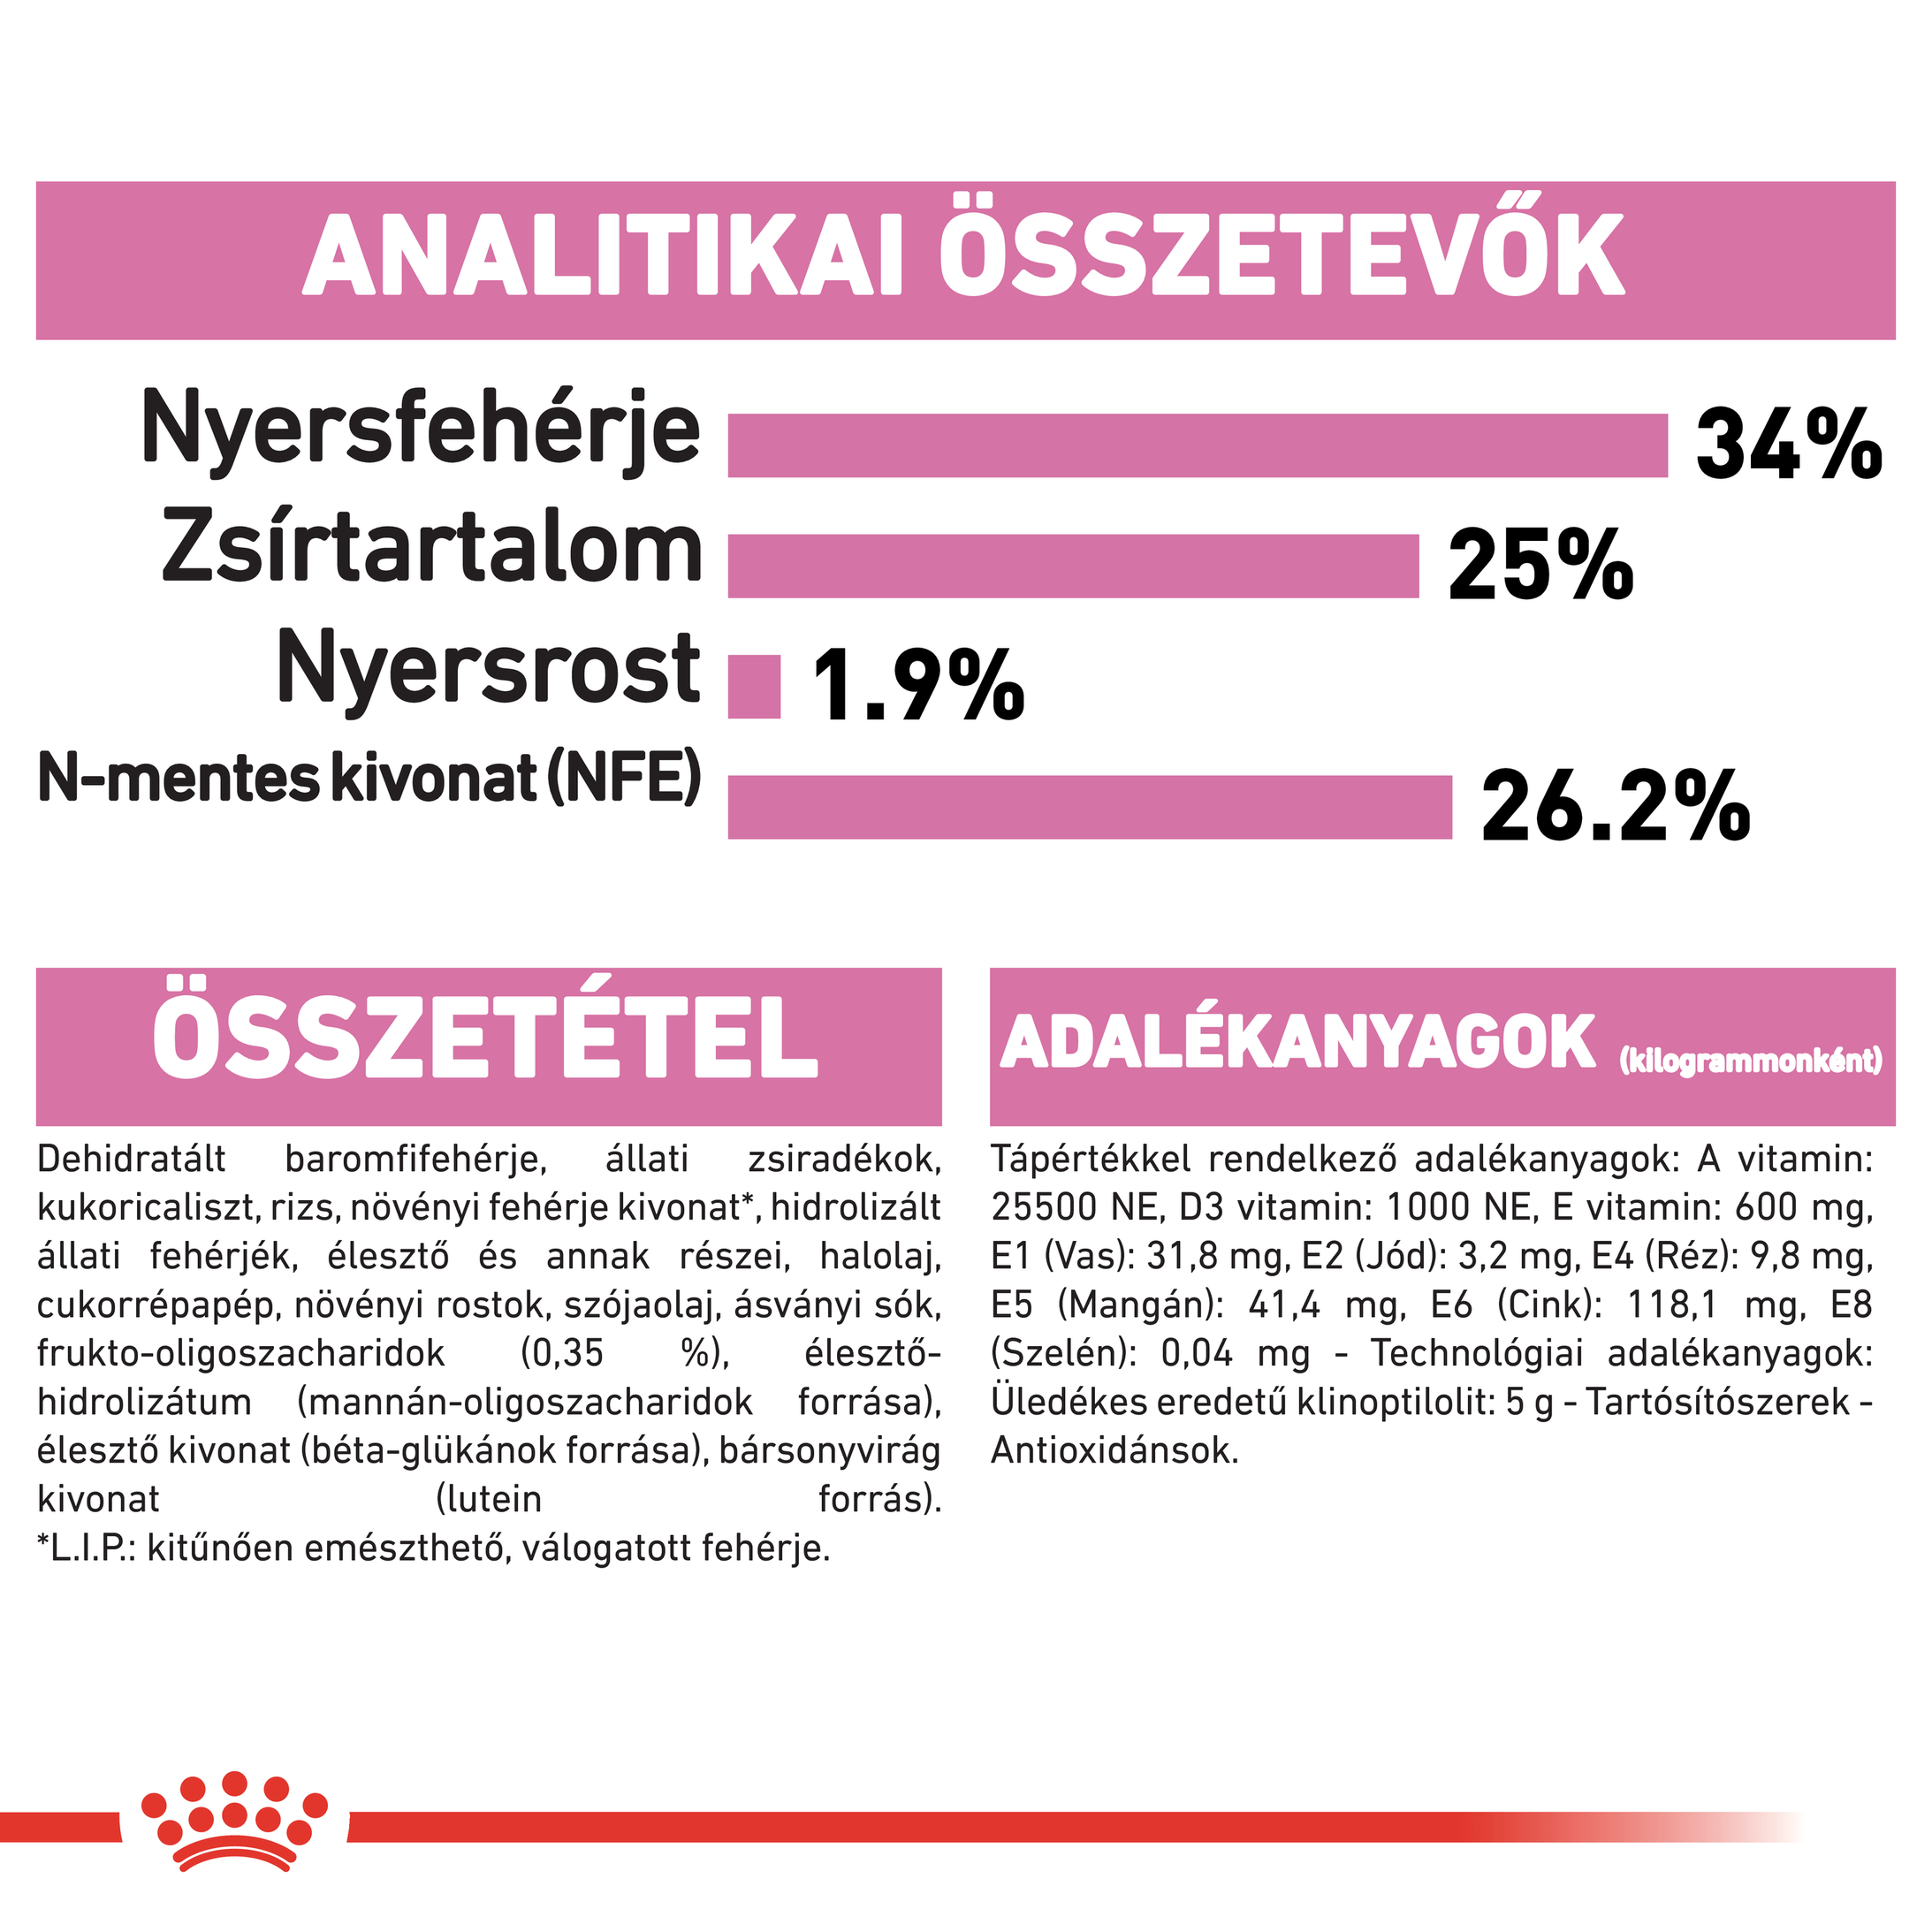 ANALITIKAI ÖSSZETEVŐK
Nyersfehérje 34%
Zsírtartalom 25%
Nyersrost 1.9%
N-mentes kivonat (NFE) 26.2%
ÖSSZETÉTEL
Dehidratált baromfifehérje, állati zsiradékok,
kukoricaliszt, rizs, növényi fehérje kivonat*, hidrolizált
állati fehérjék, élesztő és annak részei, halolaj,
cukorrépapép, növényi rostok, szójaolaj, ásványi sók,
frukto-oligoszacharidok (0,35 %), élesztő-
hidrolizátum (mannán-oligoszacharidok forrása),
élesztő kivonat (béta-glükánok forrása), bársonyvirág
kivonat (lutein forrás).
*L.I.P.: kitűnően emészthető, válogatott fehérje.
ADALÉKANYAGOK (kilogrammonként)
Tápértékkel rendelkező adalékanyagok: A vitamin:
25500 NE, D3 vitamin: 1000 NE, E vitamin: 600 mg,
E1 (Vas): 31,8 mg, E2 (Jód): 3,2 mg, E4 (Réz): 9,8 mg,
E5 (Mangán): 41,4 mg, E6 (Cink): 118,1 mg, E8
(Szelén): 0,04 mg - Technológiai adalékanyagok:
Üledékes eredetű klinoptilolit: 5 g - Tartósítószerek -
Antioxidánsok.